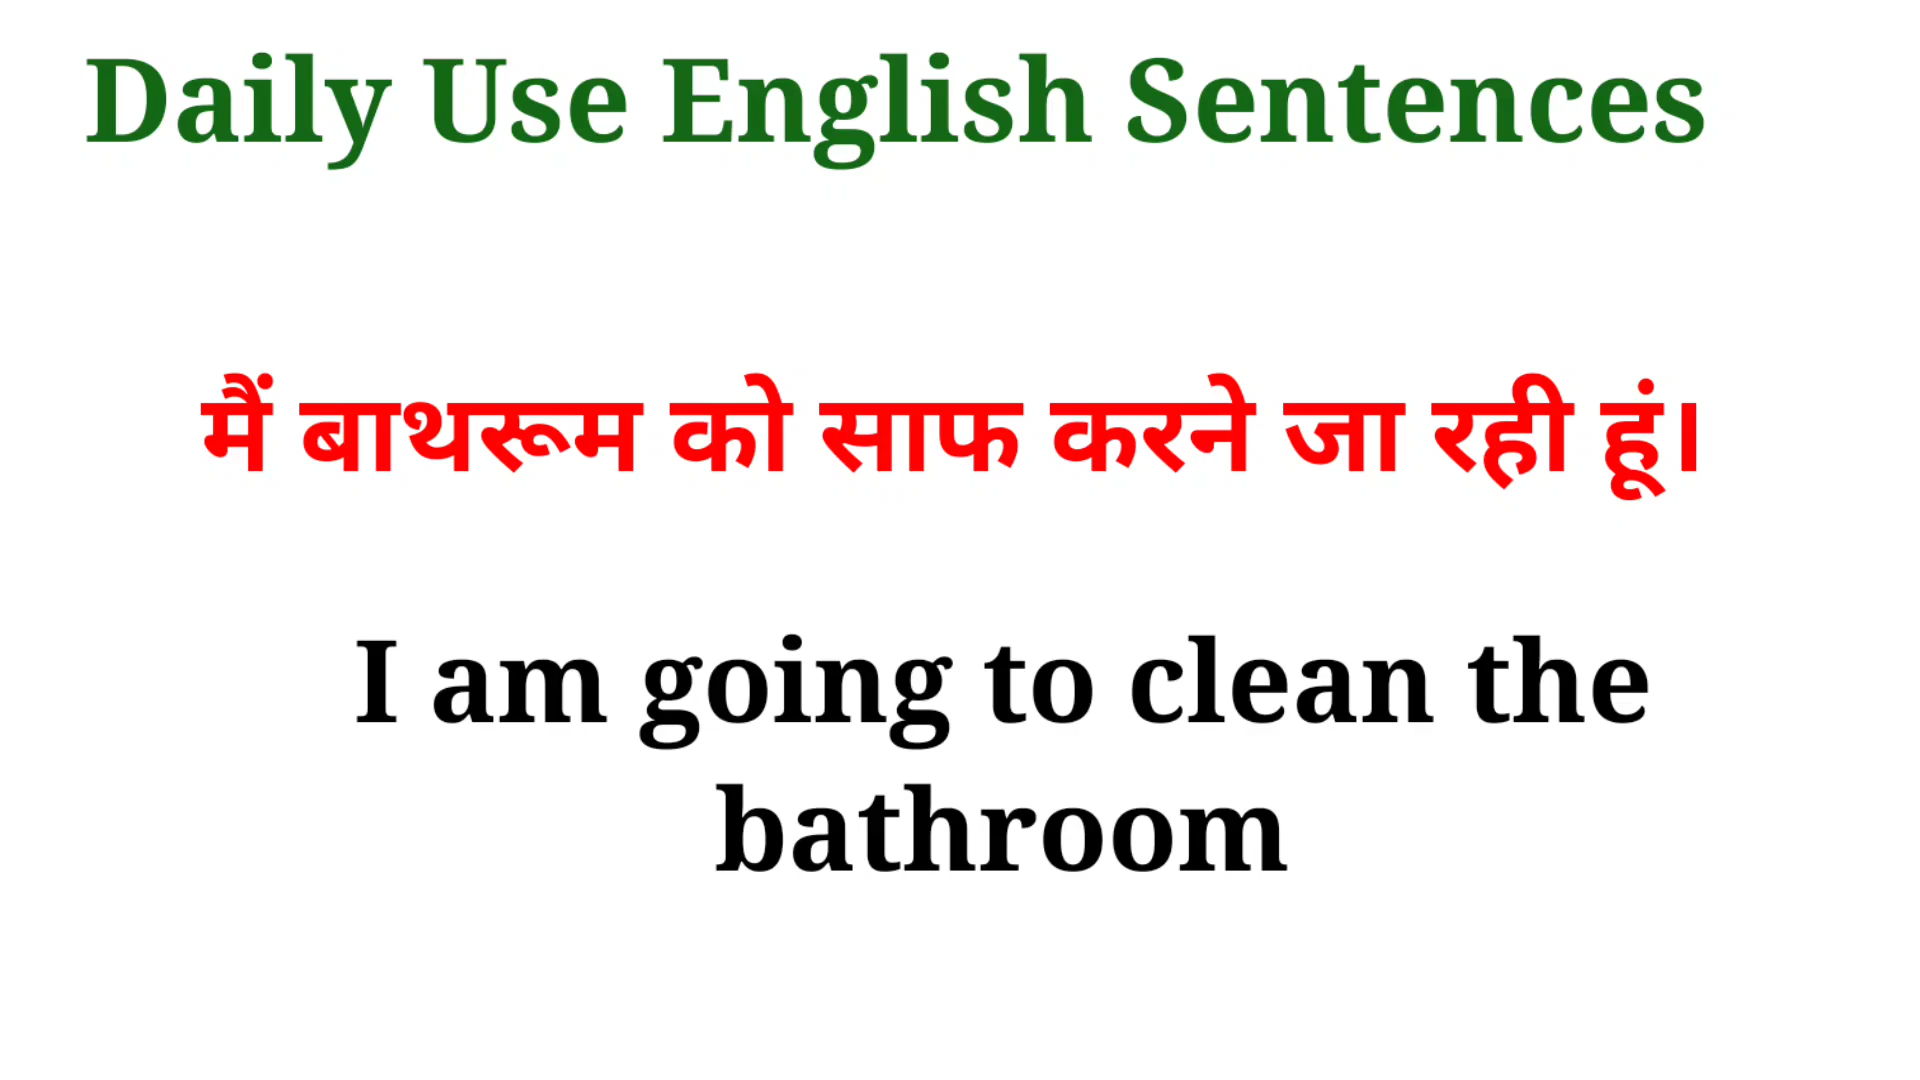 Daily Use English Sentences
मैं बाथरूम को साफ करने जा रही हूं।
I am going to clean the
bathroom